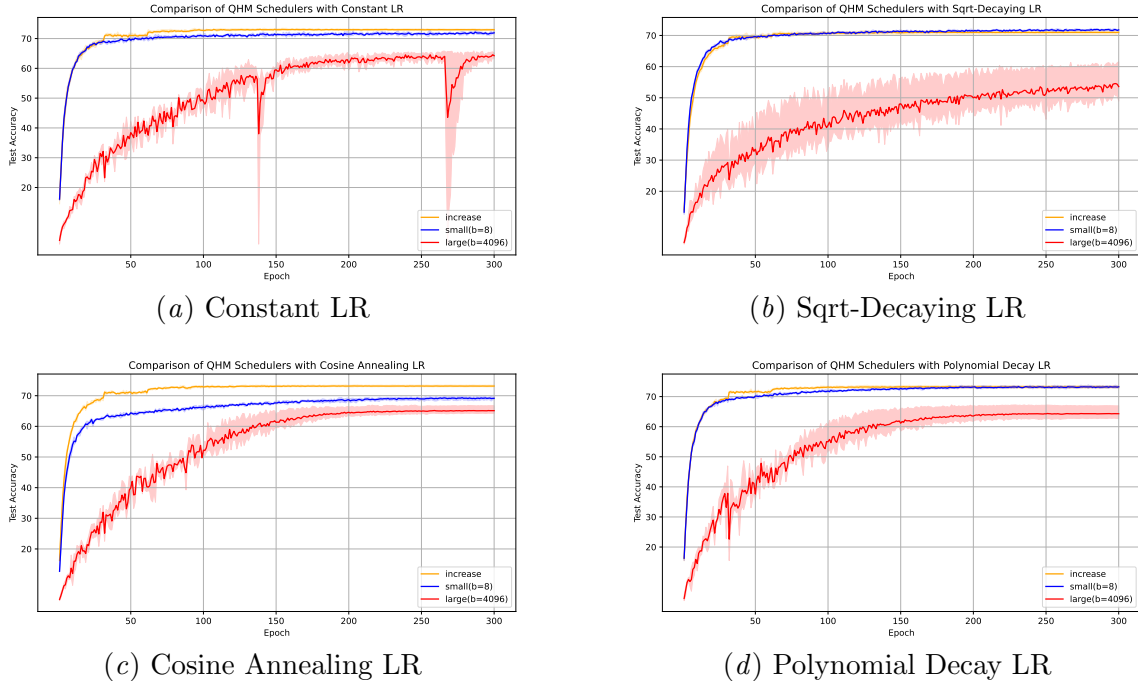 Comparison of QHM Schedulers with Constant LR
70
60
50
40
30
20
Test Accuracy
50
100
150
200
250
300
Epoch
increase
small(b=8)
large(b=4096)
(a) Constant LR
Comparison of QHM Schedulers with Sqrt-Decaying LR
70
60
50
40
30
20
Test Accuracy
50
100
150
200
250
300
Epoch
increase
small(b=8)
large(b=4096)
(b) Sqrt-Decaying LR
Comparison of QHM Schedulers with Cosine Annealing LR
70
60
50
40
30
20
Test Accuracy
50
100
150
200
250
300
Epoch
increase
small(b=8)
large(b=4096)
(c) Cosine Annealing LR
Comparison of QHM Schedulers with Polynomial Decay LR
70
60
50
40
30
20
Test Accuracy
50
100
150
200
250
300
Epoch
increase
small(b=8)
large(b=4096)
(d) Polynomial Decay LR